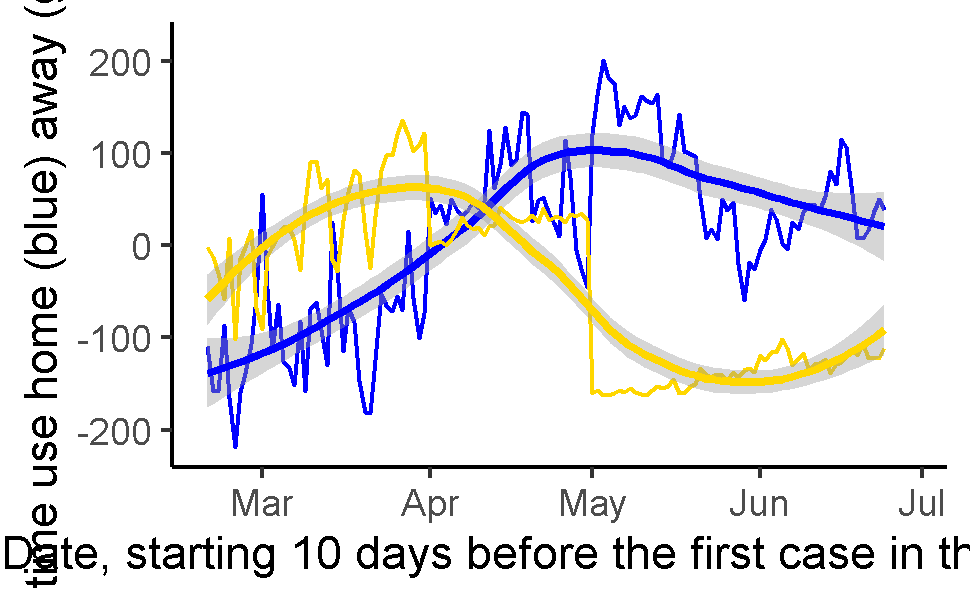 time use home (blue) away (
200
100
0
-100
-200
Mar Apr May Jun Jul
Date, starting 10 days before the first case in th